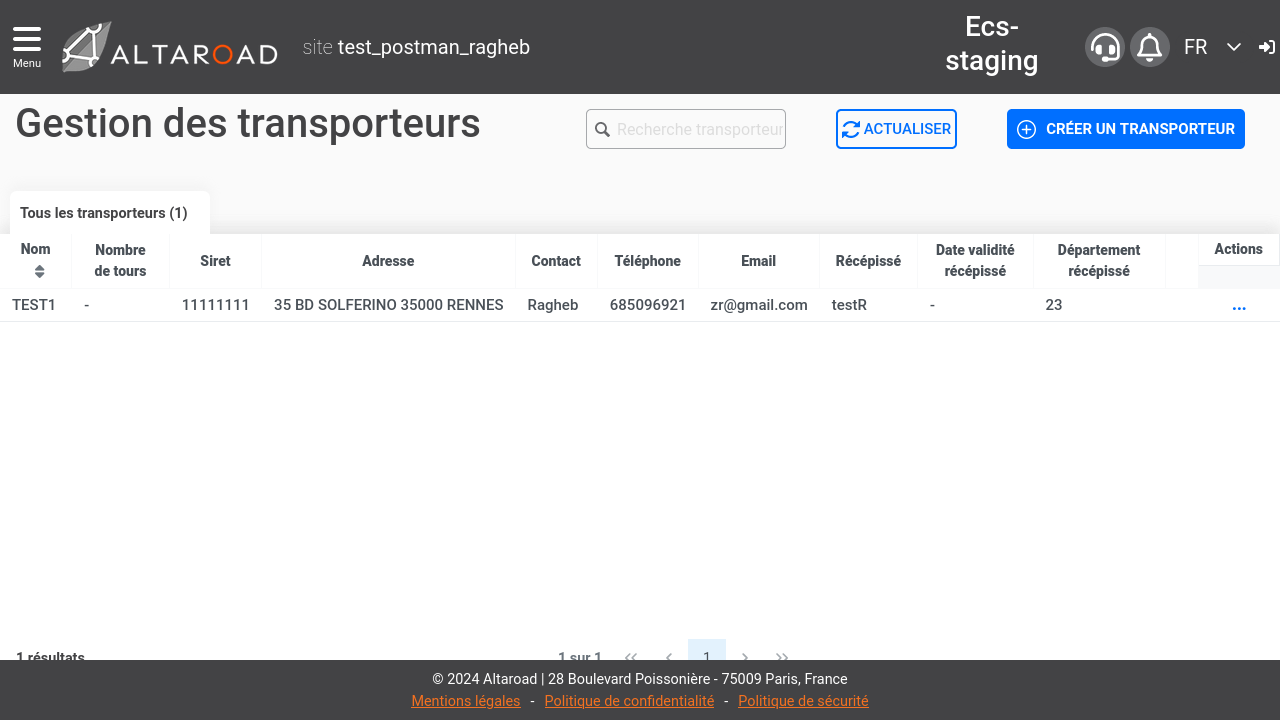 Menu
ALTAROAD
site test_postman_ragheb
Ecs-
staging
FR
Gestion des transporteurs
Recherche transporteur
ACTUALISER
CRÉER UN TRANSPORTEUR
Tous les transporteurs (1)
Nom
Nombre
de tours
Siret
Adresse
Contact
Téléphone
Email
Récépissé
Date validité
récépissé
Département
récépissé
Actions
TEST1 - 11111111 35 BD SOLFERINO 35000 RENNES Ragheb 685096921 zr@gmail.com testR - 23 ...
1 résultats
1 sur 1
1
© 2024 Altaroad | 28 Boulevard Poissonière - 75009 Paris, France
Mentions légales - Politique de confidentialité - Politique de sécurité